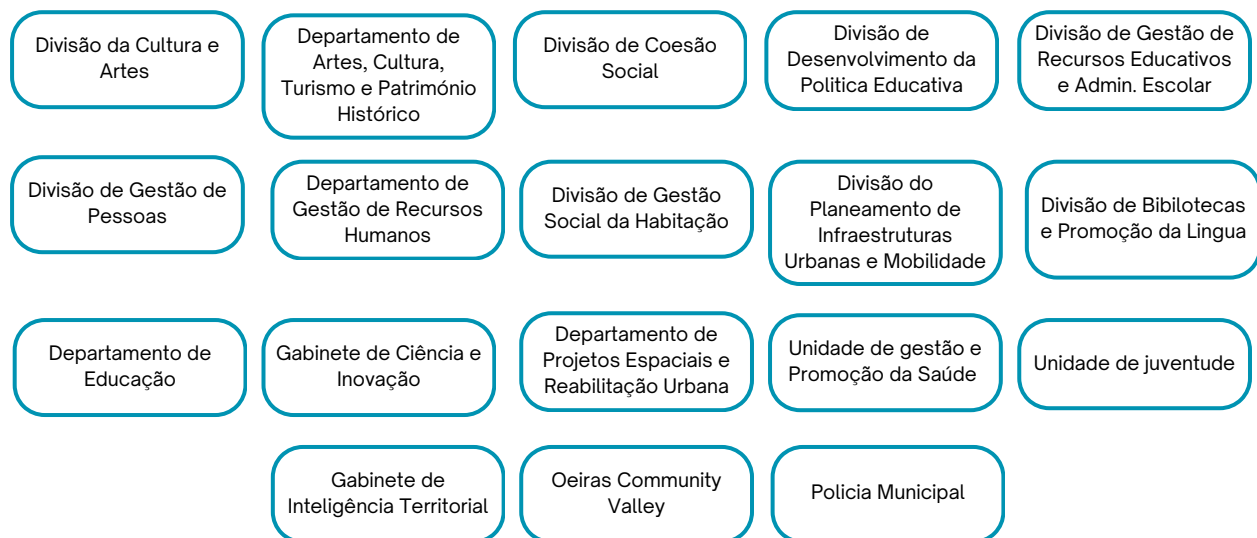 Divisão da Cultura e
Artes
Departamento de
Artes, Cultura,
Turismo e Património
Histórico
Divisão de Coesão
Social
Divisão de
Desenvolvimento da
Politica Educativa
Divisão de Gestão de
Recursos Educativos
e Admin. Escolar
Divisão de Gestão de
Pessoas
Departamento de
Gestão de Recursos
Humanos
Divisão de Gestão
Social da Habitação
Divisão do
Planeamento de
Infraestruturas
Urbanas e Mobilidade
Divisão de Bibilotecas
e Promoção da Lingua
Departamento de
Educação
Gabinete de Ciência e
Inovação
Departamento de
Projetos Espaciais e
Reabilitação Urbana
Unidade de gestão e
Promoção da Saúde
Unidade de juventude
Gabinete de
Inteligência Territorial
Oeiras Community
Valley
Policia Municipal